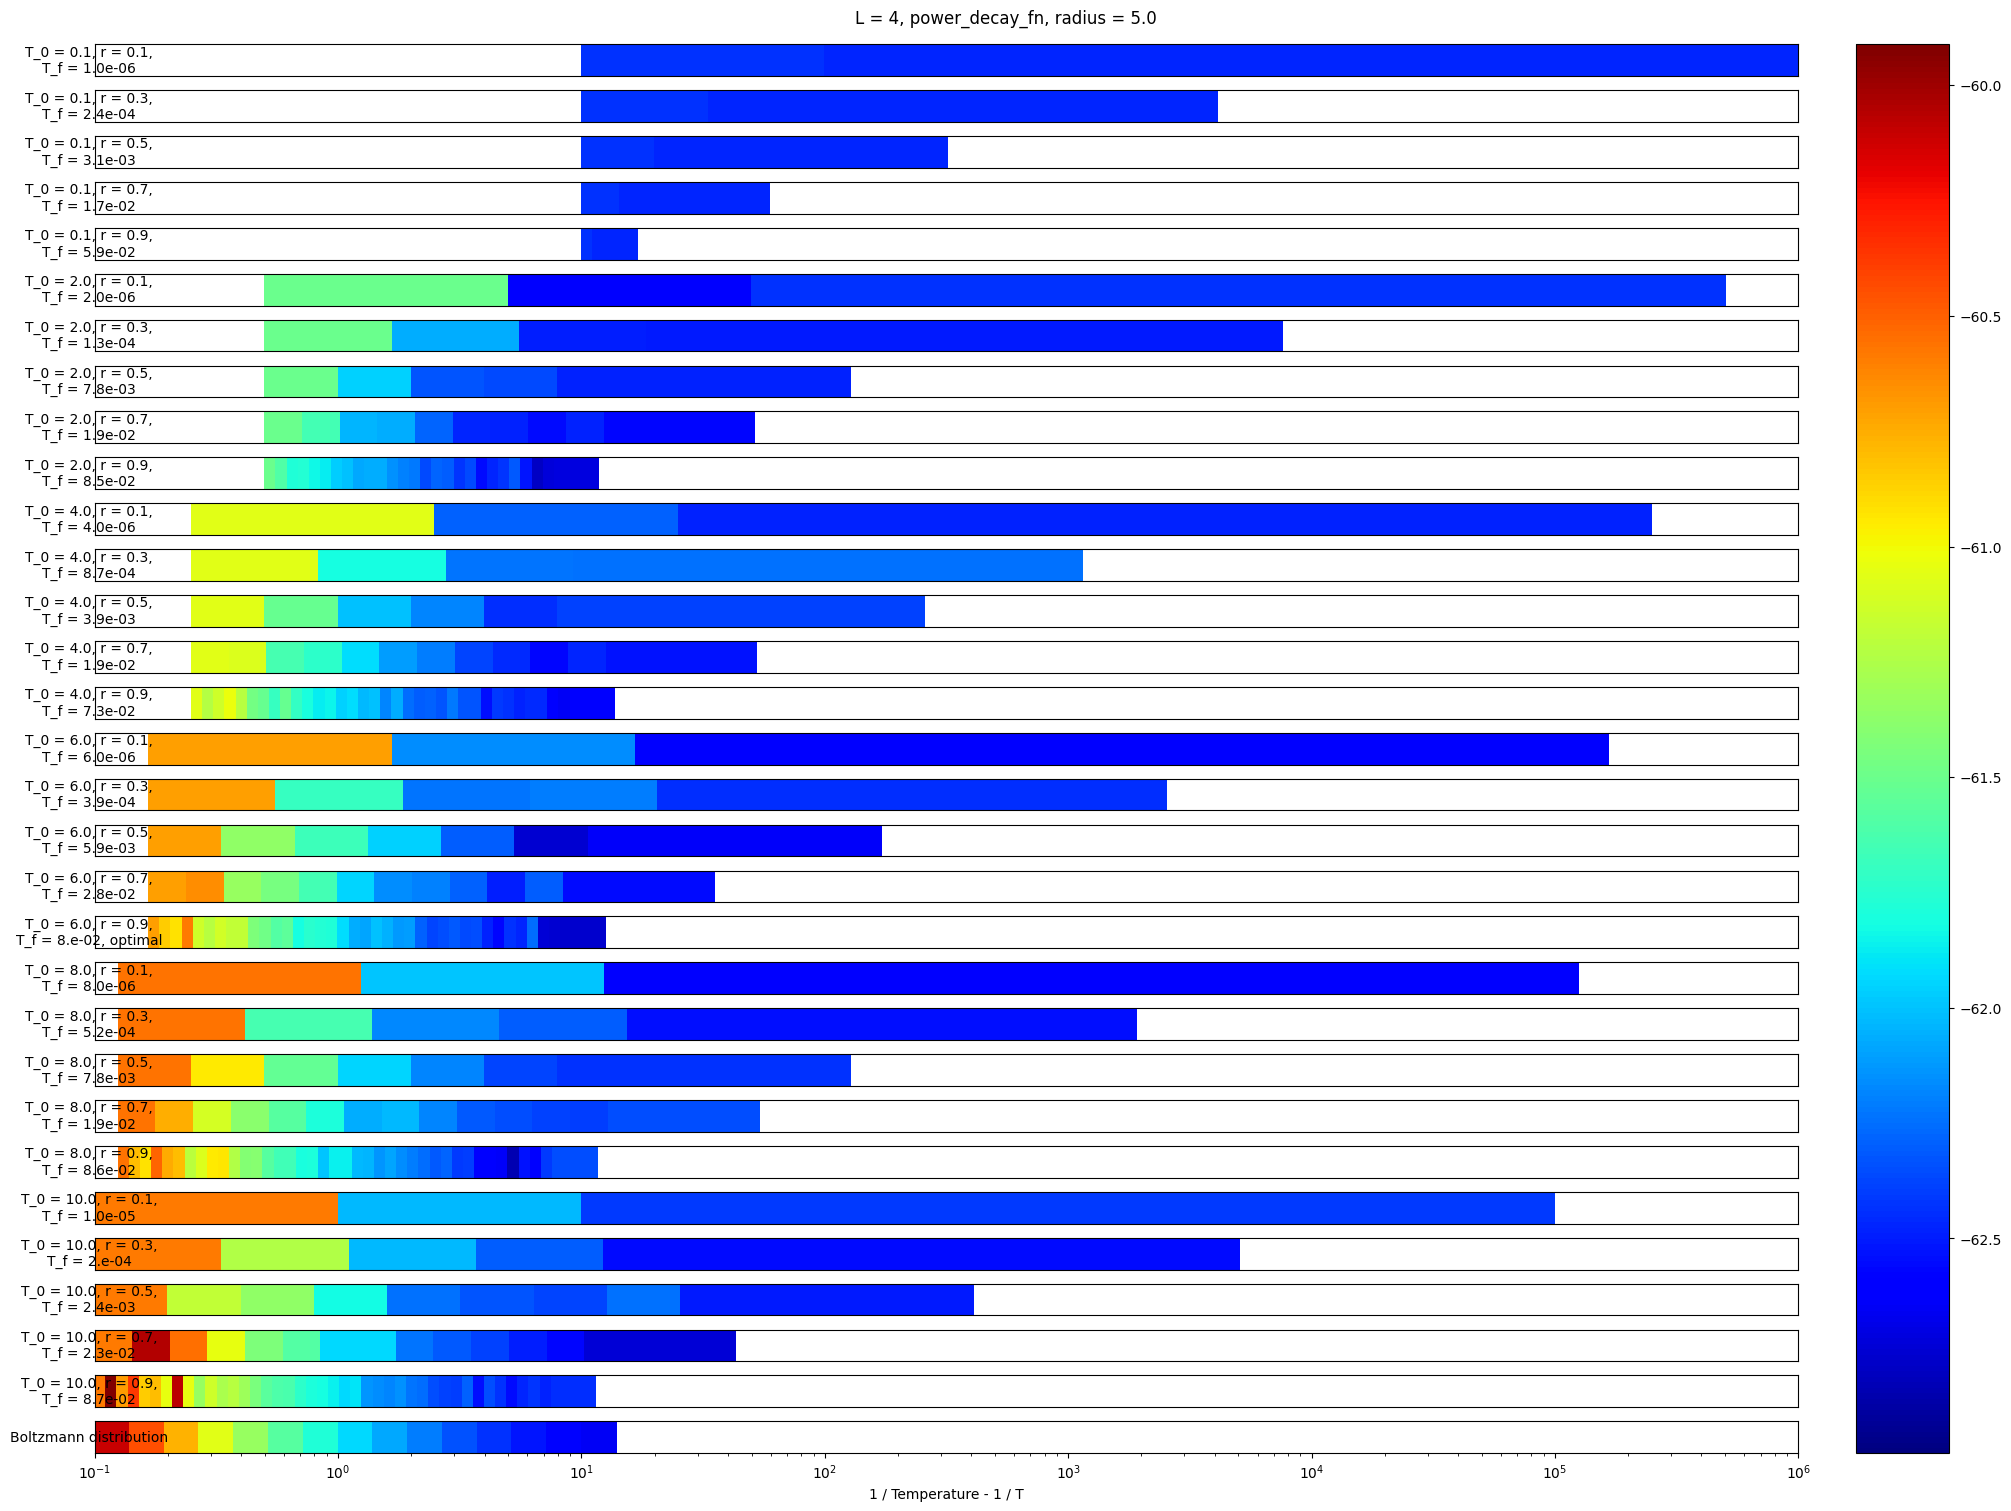 L = 4, power_decay_fn, radius = 5.0
T_0 = 0.1, r = 0.1,
T_f = 1.0e-06
T_0 = 0.1, r = 0.3,
T_f = 2.4e-04
T_0 = 0.1, r = 0.5,
T_f = 3.1e-03
T_0 = 0.1, r = 0.7,
T_f = 1.7e-02
T_0 = 0.1, r = 0.9,
T_f = 5.9e-02
T_0 = 2.0, r = 0.1,
T_f = 2.0e-06
T_0 = 2.0, r = 0.3,
T_f = 1.3e-04
T_0 = 2.0, r = 0.5,
T_f = 7.8e-03
T_0 = 2.0, r = 0.7,
T_f = 1.9e-02
T_0 = 2.0, r = 0.9,
T_f = 8.5e-02
T_0 = 4.0, r = 0.1,
T_f = 4.0e-06
T_0 = 4.0, r = 0.3,
T_f = 8.7e-04
T_0 = 4.0, r = 0.5,
T_f = 3.9e-03
T_0 = 4.0, r = 0.7,
T_f = 1.9e-02
T_0 = 4.0, r = 0.9,
T_f = 7.3e-02
T_0 = 6.0, r = 0.1,
T_f = 6.0e-06
T_0 = 6.0, r = 0.3,
T_f = 3.9e-04
T_0 = 6.0, r = 0.5,
T_f = 5.9e-03
T_0 = 6.0, r = 0.7,
T_f = 2.8e-02
T_0 = 6.0, r = 0.9,
T_f = 8.e-02, optimal
T_0 = 8.0, r = 0.1,
T_f = 8.0e-06
T_0 = 8.0, r = 0.3,
T_f = 5.2e-04
T_0 = 8.0, r = 0.5,
T_f = 7.8e-03
T_0 = 8.0, r = 0.7,
T_f = 1.9e-02
T_0 = 8.0, r = 0.9,
T_f = 8.6e-02
T_0 = 10.0, r = 0.1,
T_f = 1.0e-05
T_0 = 10.0, r = 0.3,
T_f = 2.e-04
T_0 = 10.0, r = 0.5,
T_f = 2.4e-03
T_0 = 10.0, r = 0.7,
T_f = 2.3e-02
T_0 = 10.0, r = 0.9,
T_f = 8.7e-02
Boltzmann distribution
10⁻¹ 10⁰ 10¹ 10² 10³ 10⁴ 10⁵ 10⁶
1 / Temperature - 1 / T
−60.0
−60.5
−61.0
−61.5
−62.0
−62.5